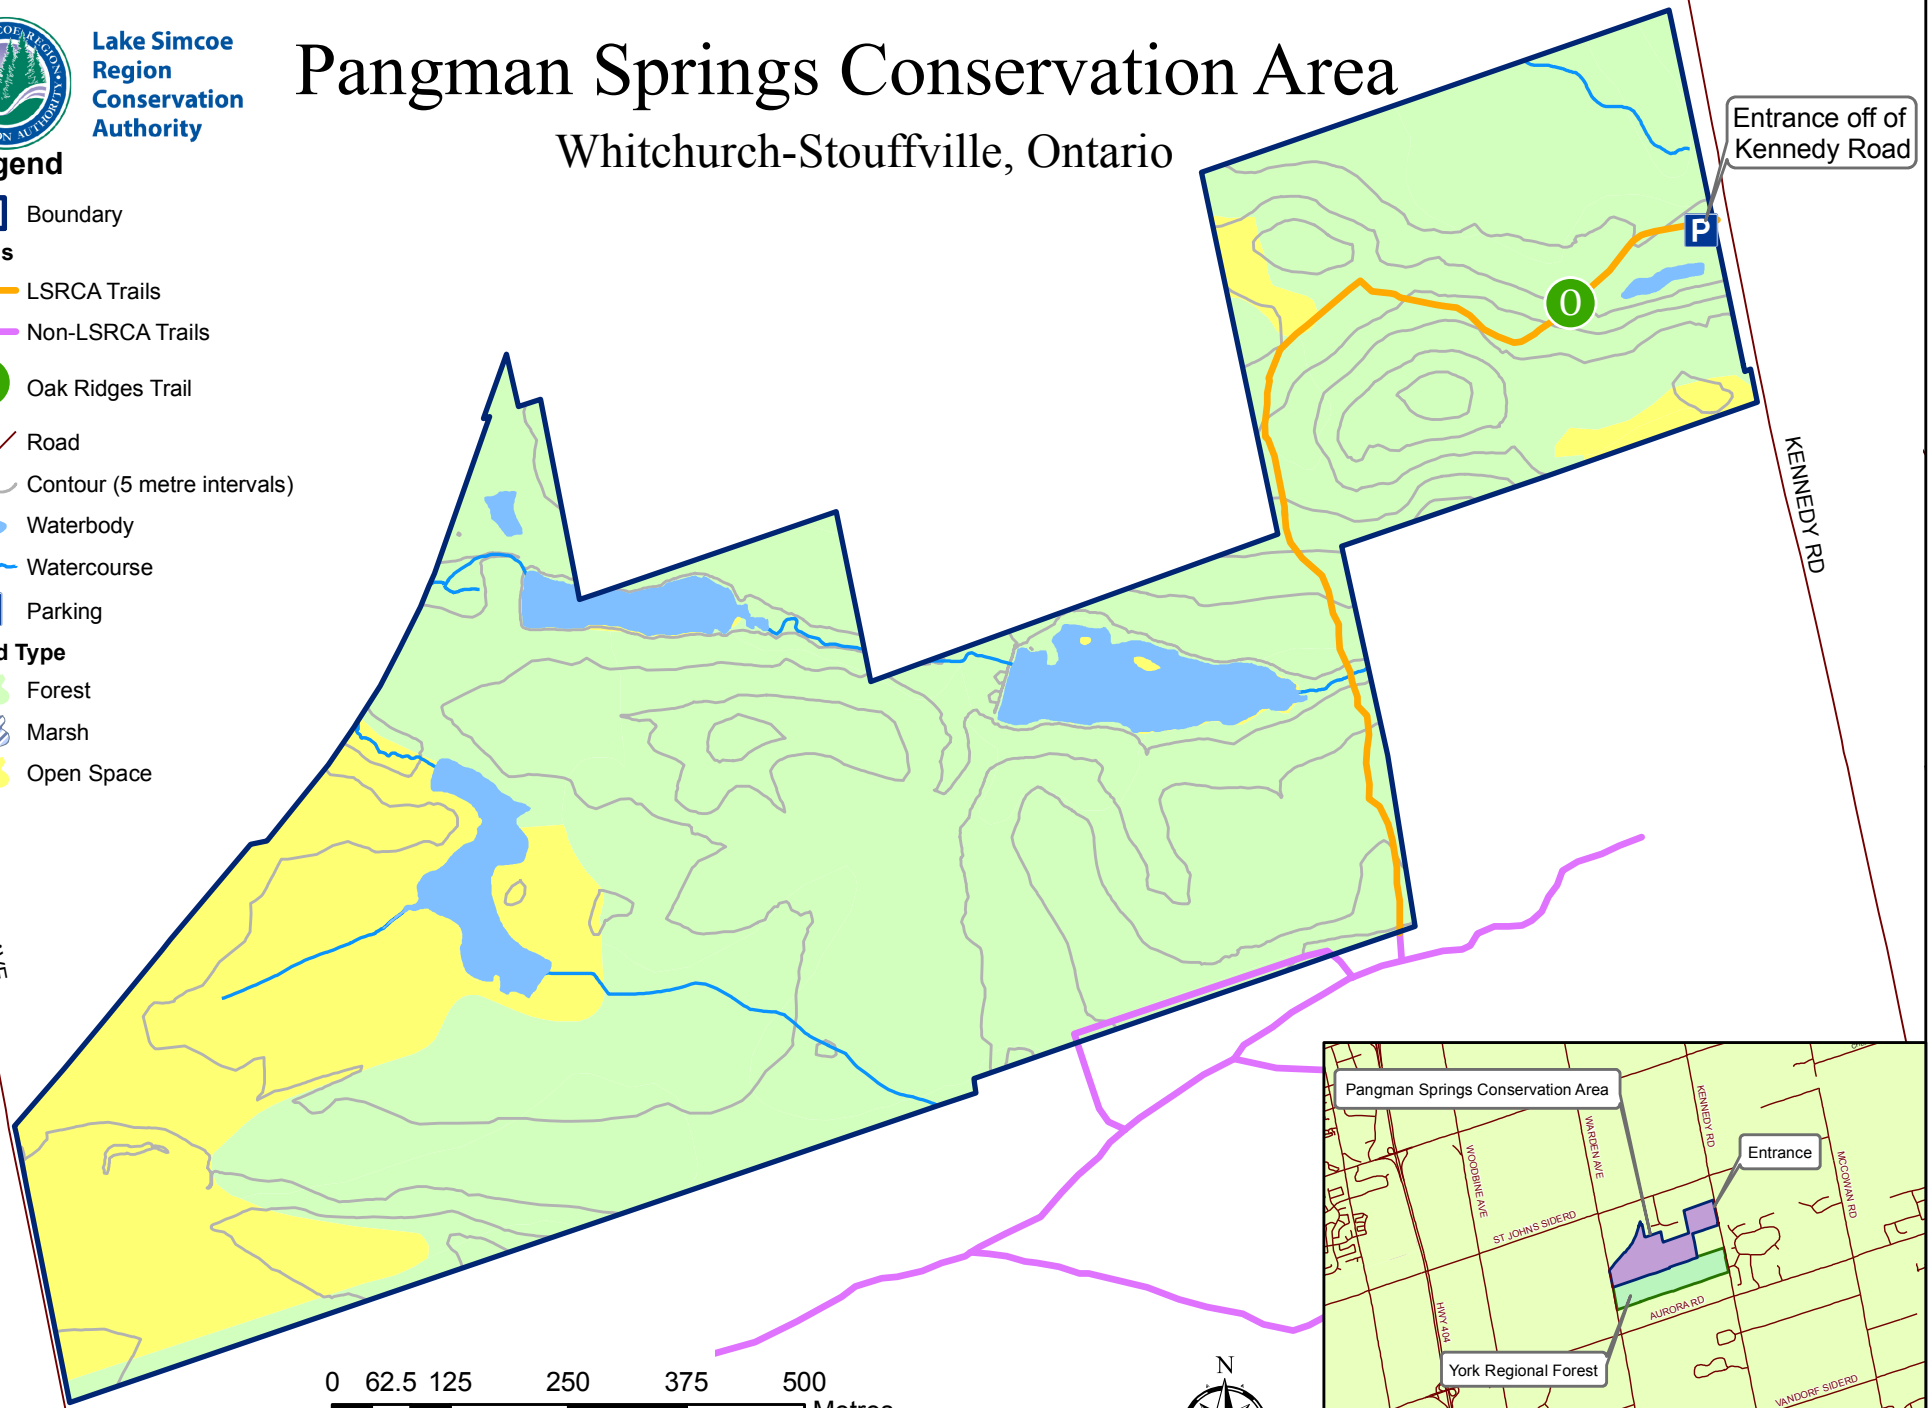 Lake Simcoe
Region
Conservation
Authority
Pangman Springs Conservation Area
Whitchurch-Stouffville, Ontario
Entrance off of
Kennedy Road
gend
Boundary
s
LSRCA Trails
Non-LSRCA Trails
Oak Ridges Trail
Road
Contour (5 metre intervals)
Waterbody
Watercourse
Parking
d Type
Forest
Marsh
Open Space
P
O
KENNEDY RD
VE
0 62.5 125 250 375 500
Metres
N
Pangman Springs Conservation Area
Entrance
York Regional Forest
KENNEDY RD
WARDEN AVE
WOODBINE AVE
MCCOWAN RD
ST JOHNS SIDERD
AURORA RD
HWY 404
VANDORF SIDERD